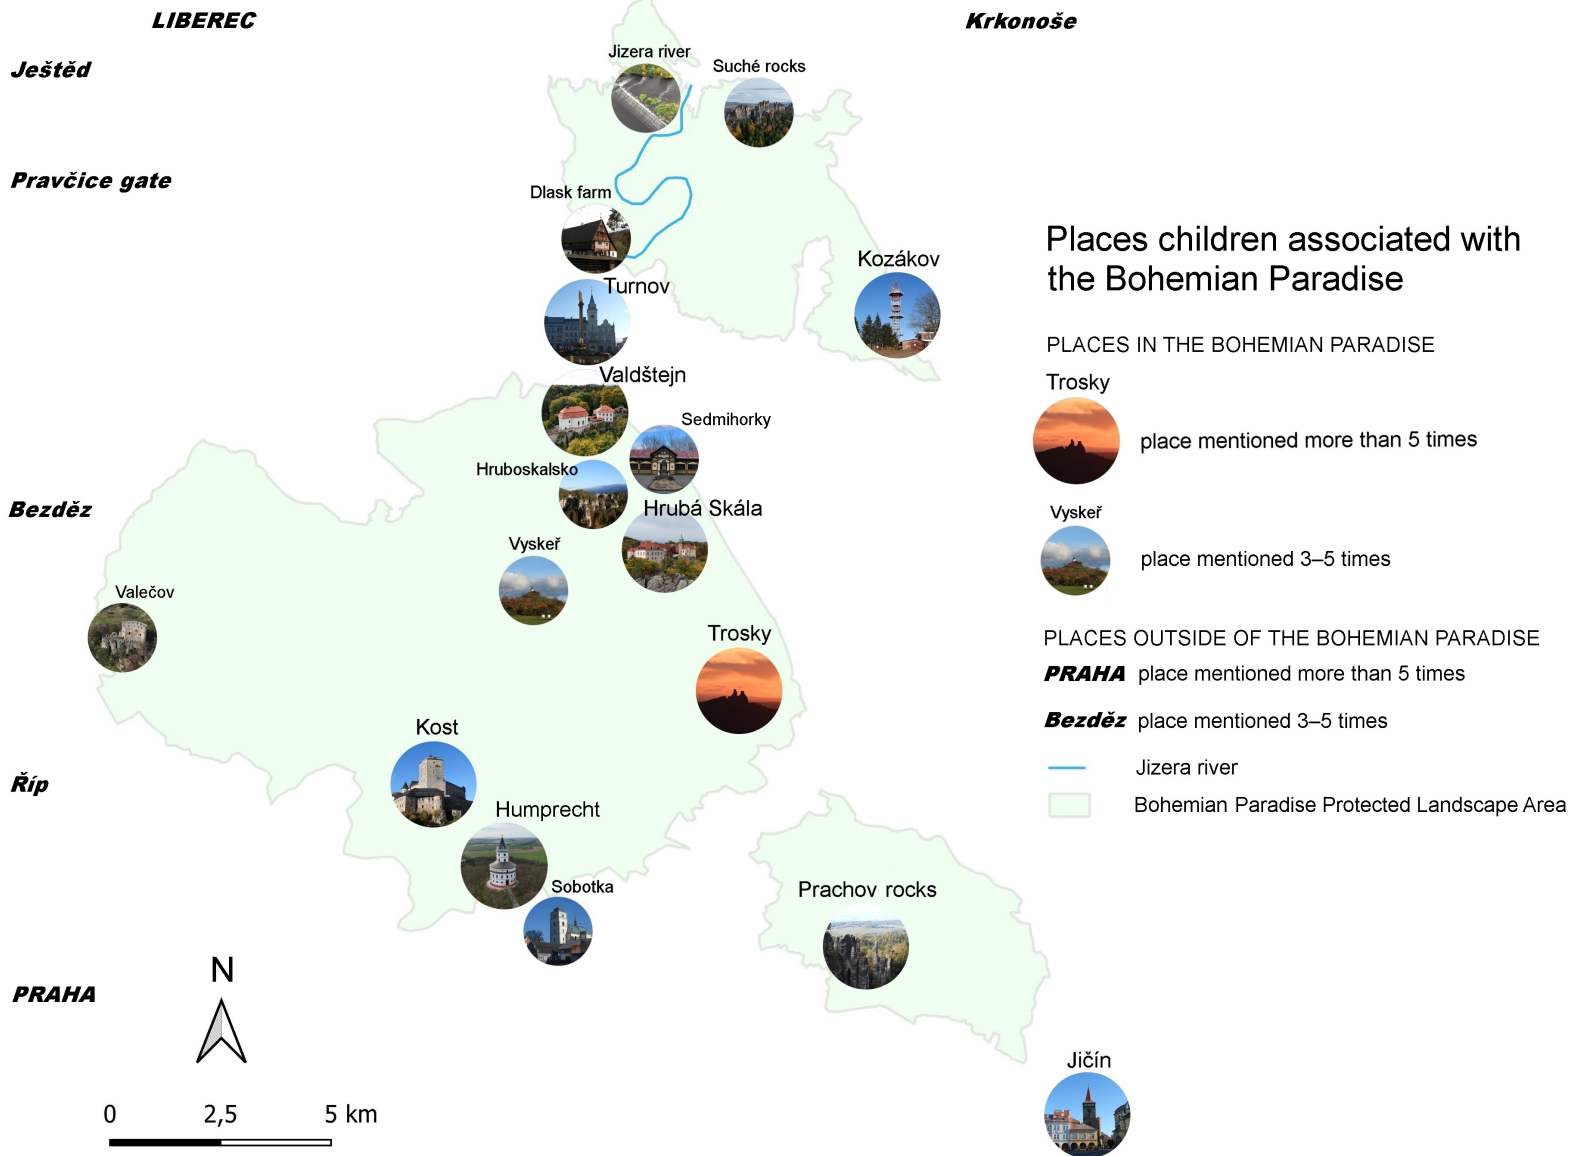 LIBEREC
Krkonoše
Jizera river
Suché rocks
Ještěd
Pravčice gate
Dlask farm
Kozákov
Turnov
Valdštejn
Sedmihorky
Hruboskalsko
Hrubá Skála
Bezděz
Vyskeř
Valečov
Trosky
Kost
Říp
Humprecht
Sobotka
Prachov rocks
PRAHA
N
Jičín
0 2,5 5 km
Places children associated with
the Bohemian Paradise
PLACES IN THE BOHEMIAN PARADISE
Trosky
place mentioned more than 5 times
Vyskeř
place mentioned 3–5 times
PLACES OUTSIDE OF THE BOHEMIAN PARADISE
PRAHA place mentioned more than 5 times
Bezděz place mentioned 3–5 times
Jizera river
Bohemian Paradise Protected Landscape Area